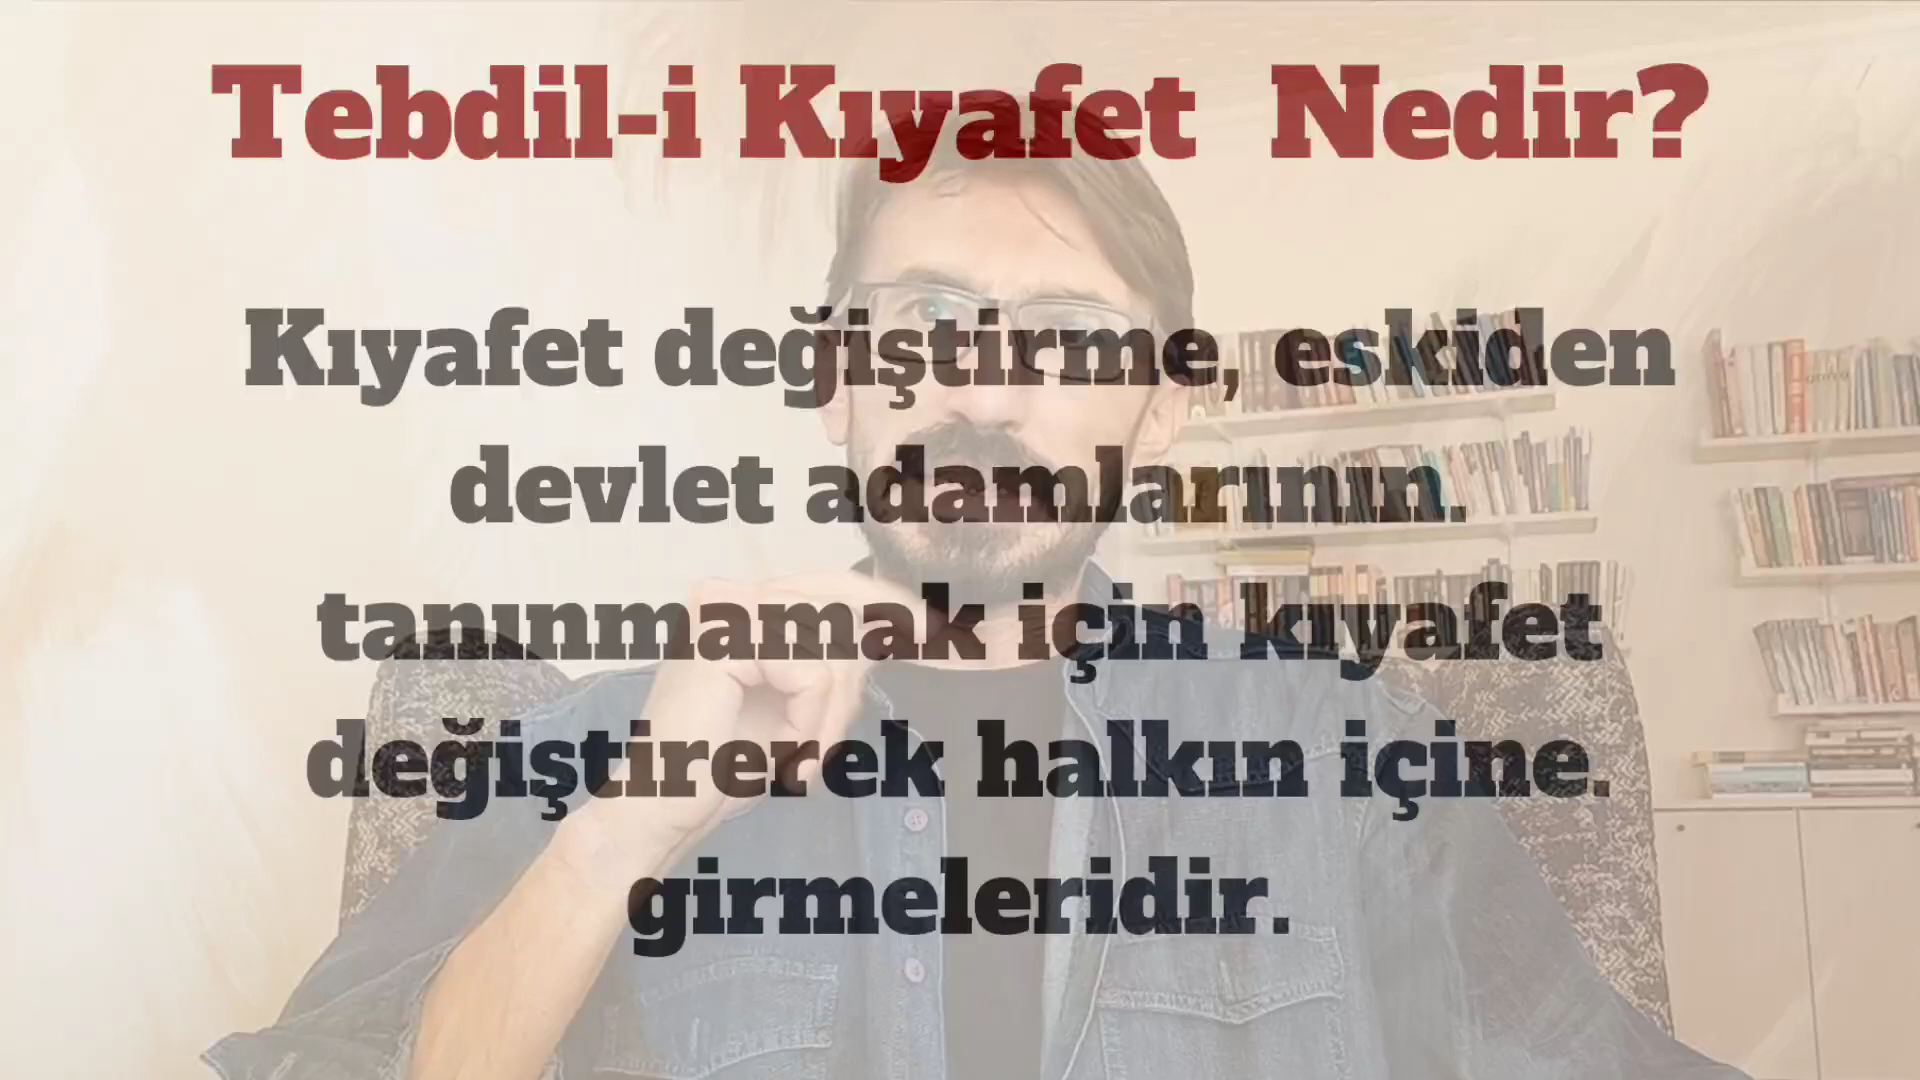 Tebdil-i Kıyafet Nedir?
Kıyafet değiştirme, eskiden
devlet adamlarının.
tanınmamak için kıyafet
değiştirerek halkın içine.
girmeleridir.